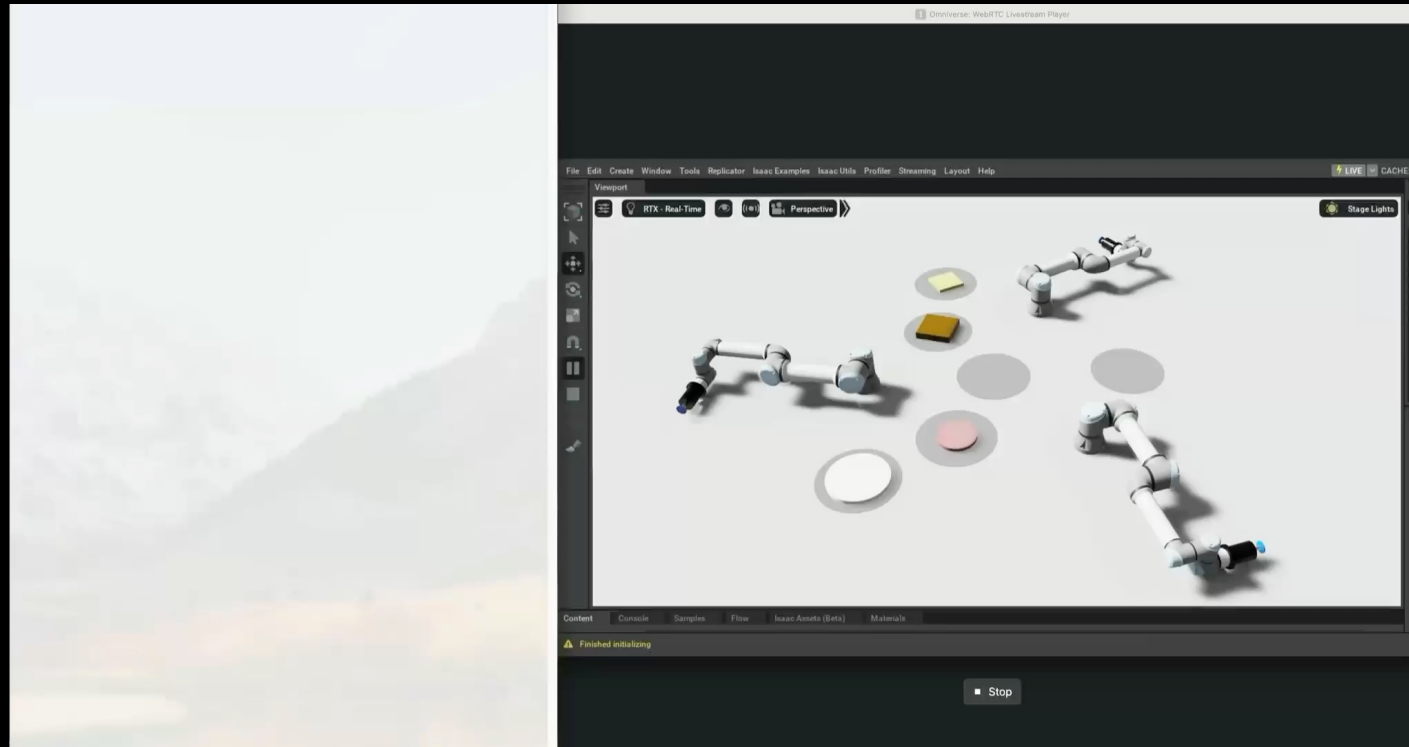 Omniverse: WebRTC Livestream Player
File Edit Create Window Tools Replicator Isaac Examples Isaac Utils Profiler Streaming Layout Help
LIVE CACHE
Viewport
RTX - Real-Time
Perspective
Stage Lights
Content Console Samples Flow Isaac Assets (Beta) Materials
Finished initializing
Stop